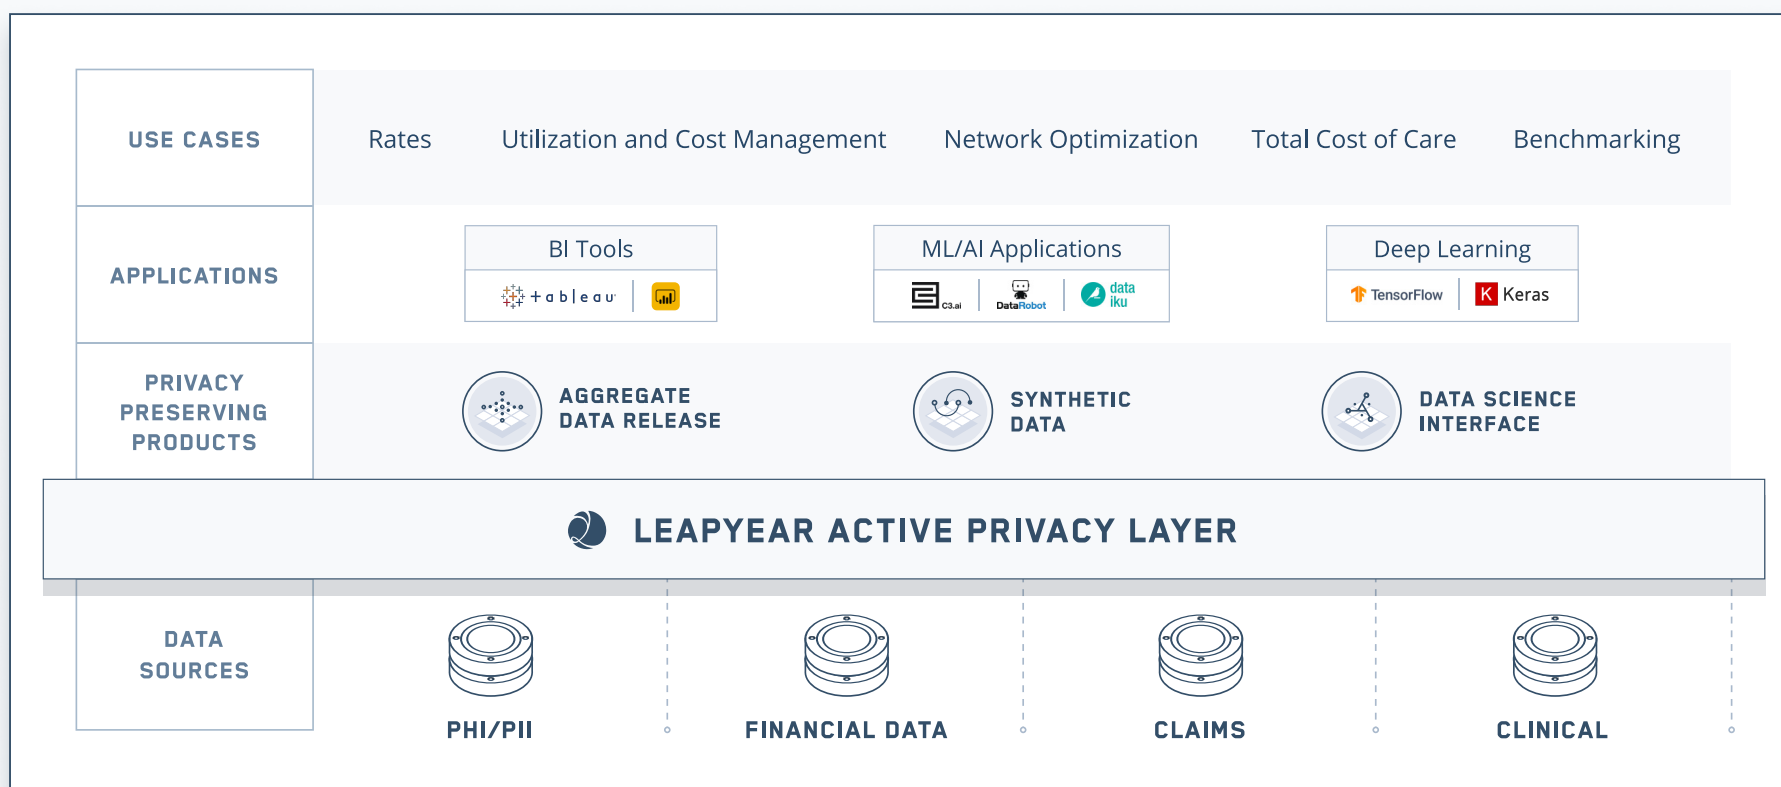 USE CASES
Rates
Utilization and Cost Management
Network Optimization
Total Cost of Care
Benchmarking
APPLICATIONS
BI Tools
+ableau
ML/AI Applications
C3.ai
DataRobot
data
iku
Deep Learning
TensorFlow
K Keras
PRIVACY
PRESERVING
PRODUCTS
AGGREGATE
DATA RELEASE
SYNTHETIC
DATA
DATA SCIENCE
INTERFACE
LEAPYEAR ACTIVE PRIVACY LAYER
DATA
SOURCES
PHI/PII
FINANCIAL DATA
CLAIMS
CLINICAL